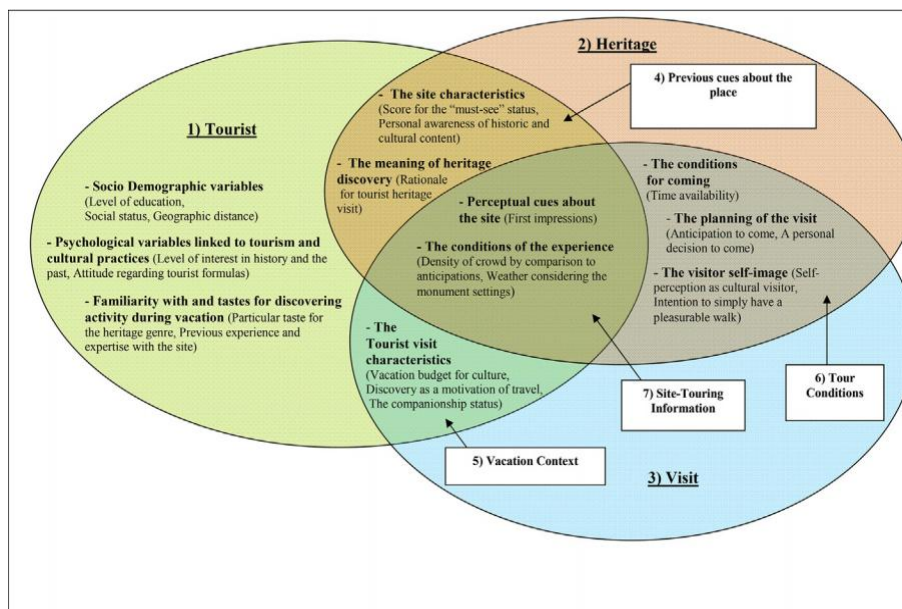 2) Heritage
4) Previous cues about the
place
- The site characteristics
(Score for the “must-see” status,
Personal awareness of historic and
cultural content)
- The meaning of heritage
discovery (Rationale
for tourist heritage
visit)
1) Tourist
- Socio Demographic variables
(Level of education,
Social status, Geographic distance)
- Psychological variables linked to tourism and
cultural practices (Level of interest in history and the
past, Attitude regarding tourist formulas)
- Familiarity with and tastes for discovering
activity during vacation (Particular taste for
the heritage genre, Previous experience and
expertise with the site)
- Perceptual cues about
the site (First impressions)
- The conditions of the experience
(Density of crowd by comparison to
anticipations, Weather considering the
monument settings)
- The conditions
for coming
(Time availability)
- The planning of the visit
(Anticipation to come, A personal
decision to come)
- The visitor self-image (Self-
perception as cultural visitor,
Intention to simply have a
pleasurable walk)
- The
Tourist visit
characteristics
(Vacation budget for culture,
Discovery as a motivation of travel,
The companionship status)
7) Site-Touring
Information
6) Tour
Conditions
5) Vacation Context
3) Visit